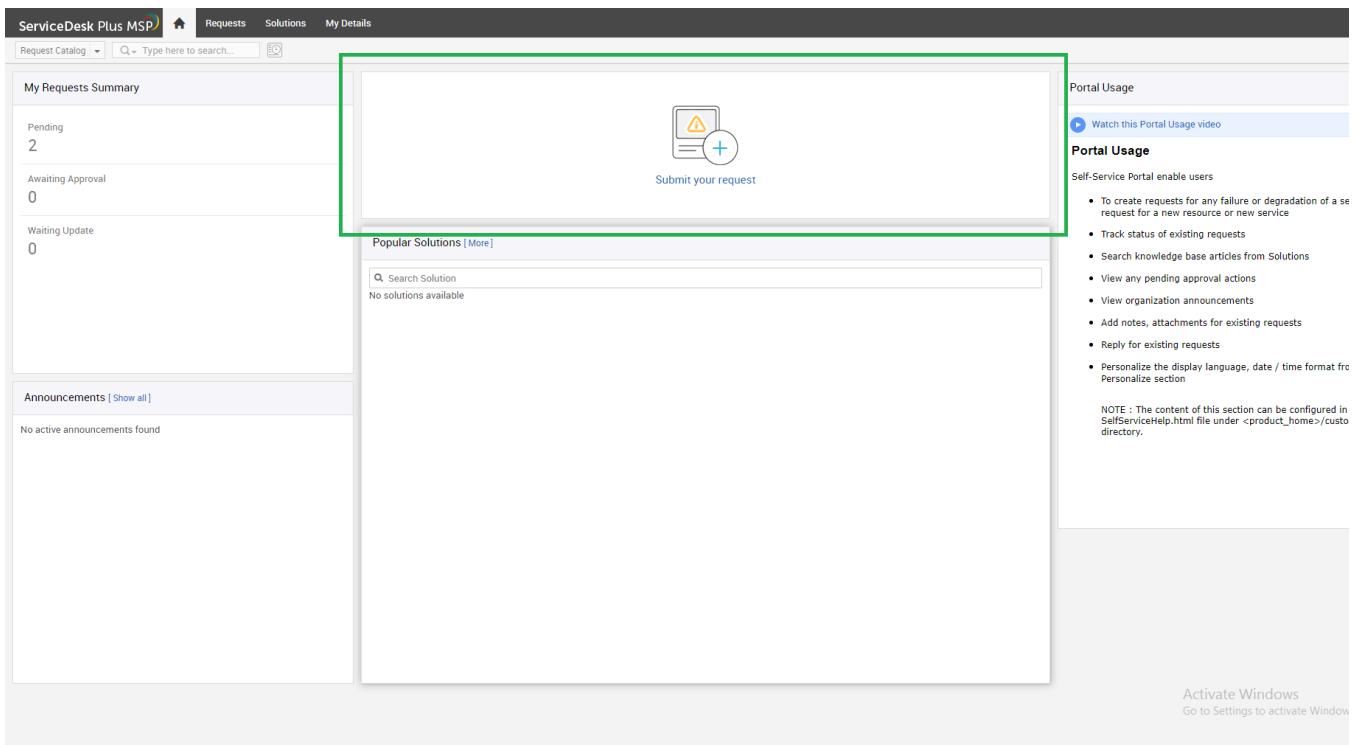 ServiceDesk Plus MSP
Requests Solutions My Details
Request Catalog Type here to search...
My Requests Summary
Pending
2
Awaiting Approval
0
Waiting Update
0
Announcements [ Show all ]
No active announcements found
Submit your request
Popular Solutions [ More ]
Search Solution
No solutions available
Portal Usage
Watch this Portal Usage video
Portal Usage
Self-Service Portal enable users
• To create requests for any failure or degradation of a
request for a new resource or new service
• Track status of existing requests
• Search knowledge base articles from Solutions
• View any pending approval actions
• View organization announcements
• Add notes, attachments for existing requests
• Reply for existing requests
• Personalize the display language, date / time format
Personalize section
NOTE : The content of this section can be configured in
SelfServiceHelp.html file under <product_home>/custo
directory.
Activate Windows
Go to Settings to activate Window